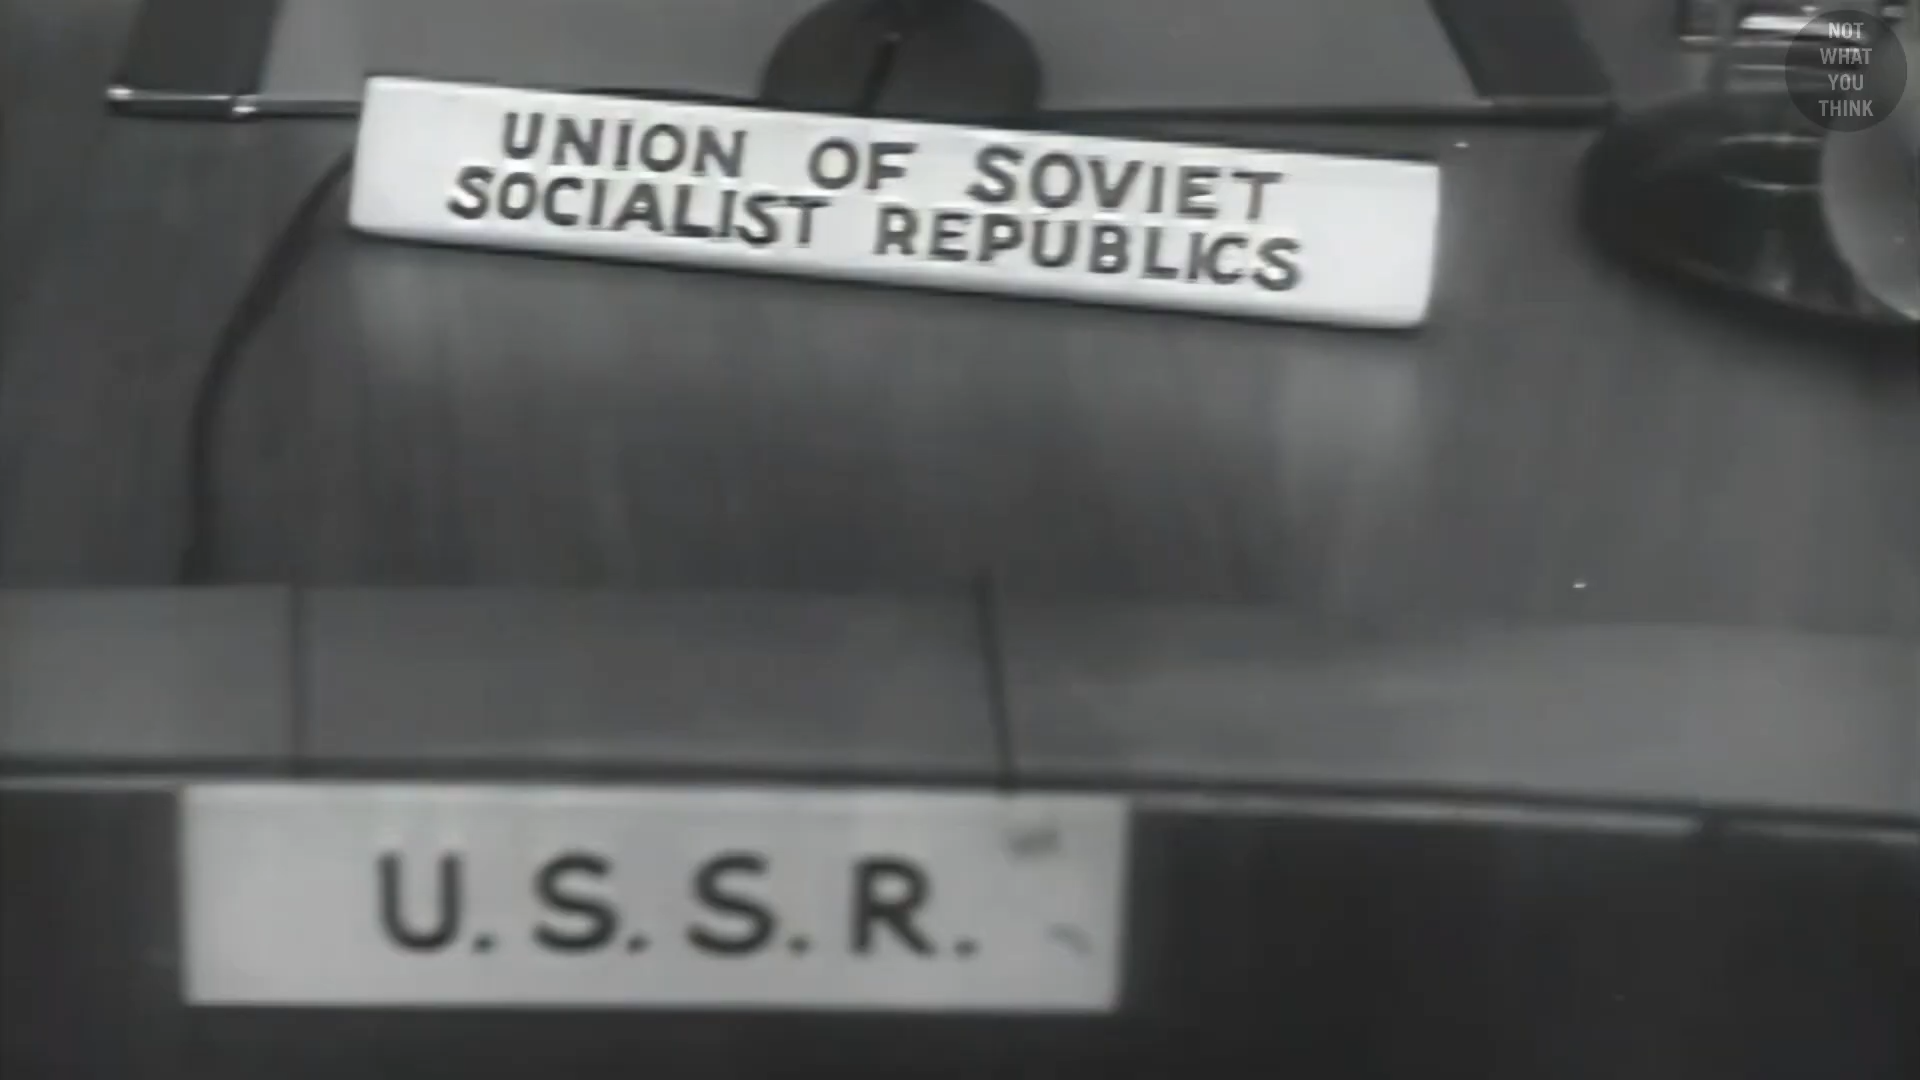 NOT
WHAT
YOU
THINK
UNION OF SOVIET
SOCIALIST REPUBLICS
U.S.S.R.